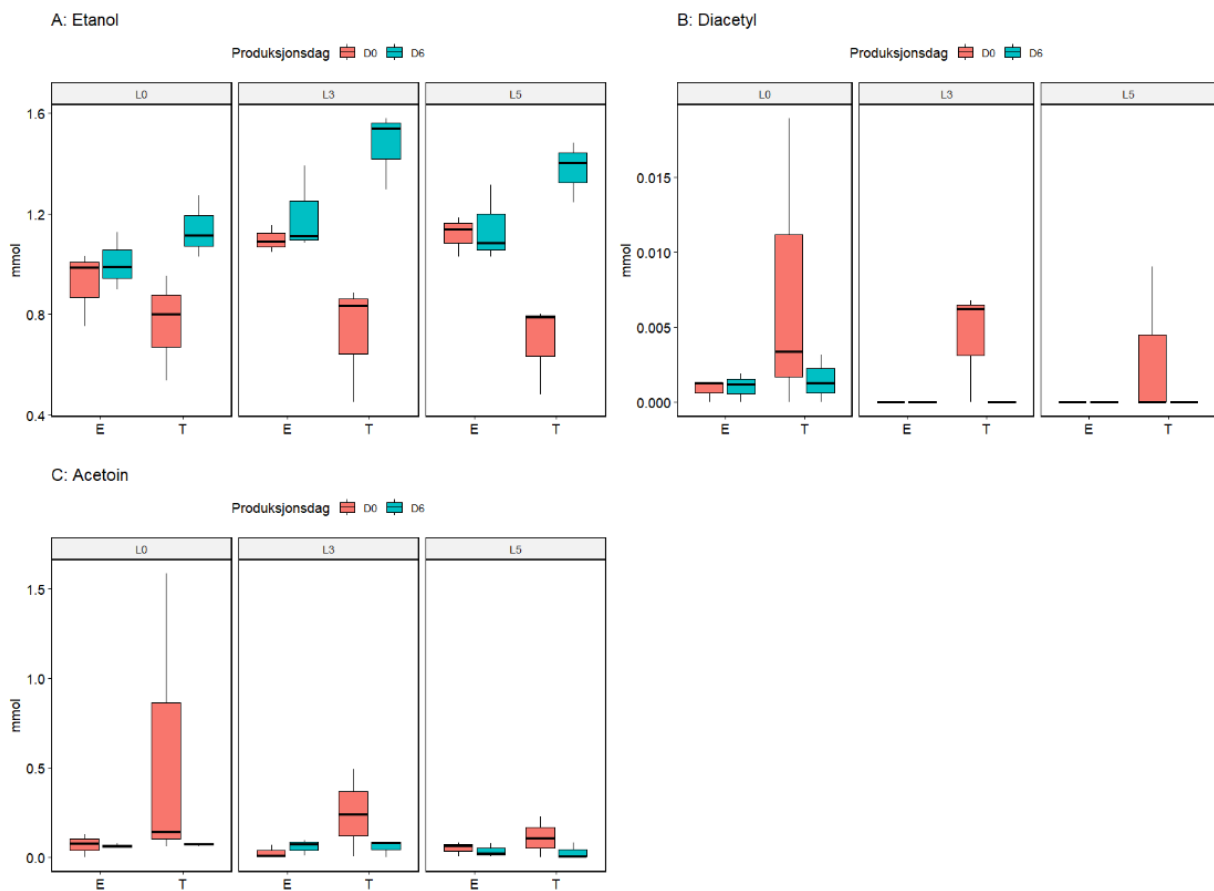 A: Etanol
Produksjonsdag D0 D6
L0 L3 L5
1.6
1.2
0.8
0.4
mmol
E T E T E T
B: Diacetyl
Produksjonsdag D0 D6
L0 L3 L5
0.015
0.010
0.005
0.000
mmol
E T E T E T
C: Acetoin
Produksjonsdag D0 D6
L0 L3 L5
1.5
1.0
0.5
0.0
mmol
E T E T E T